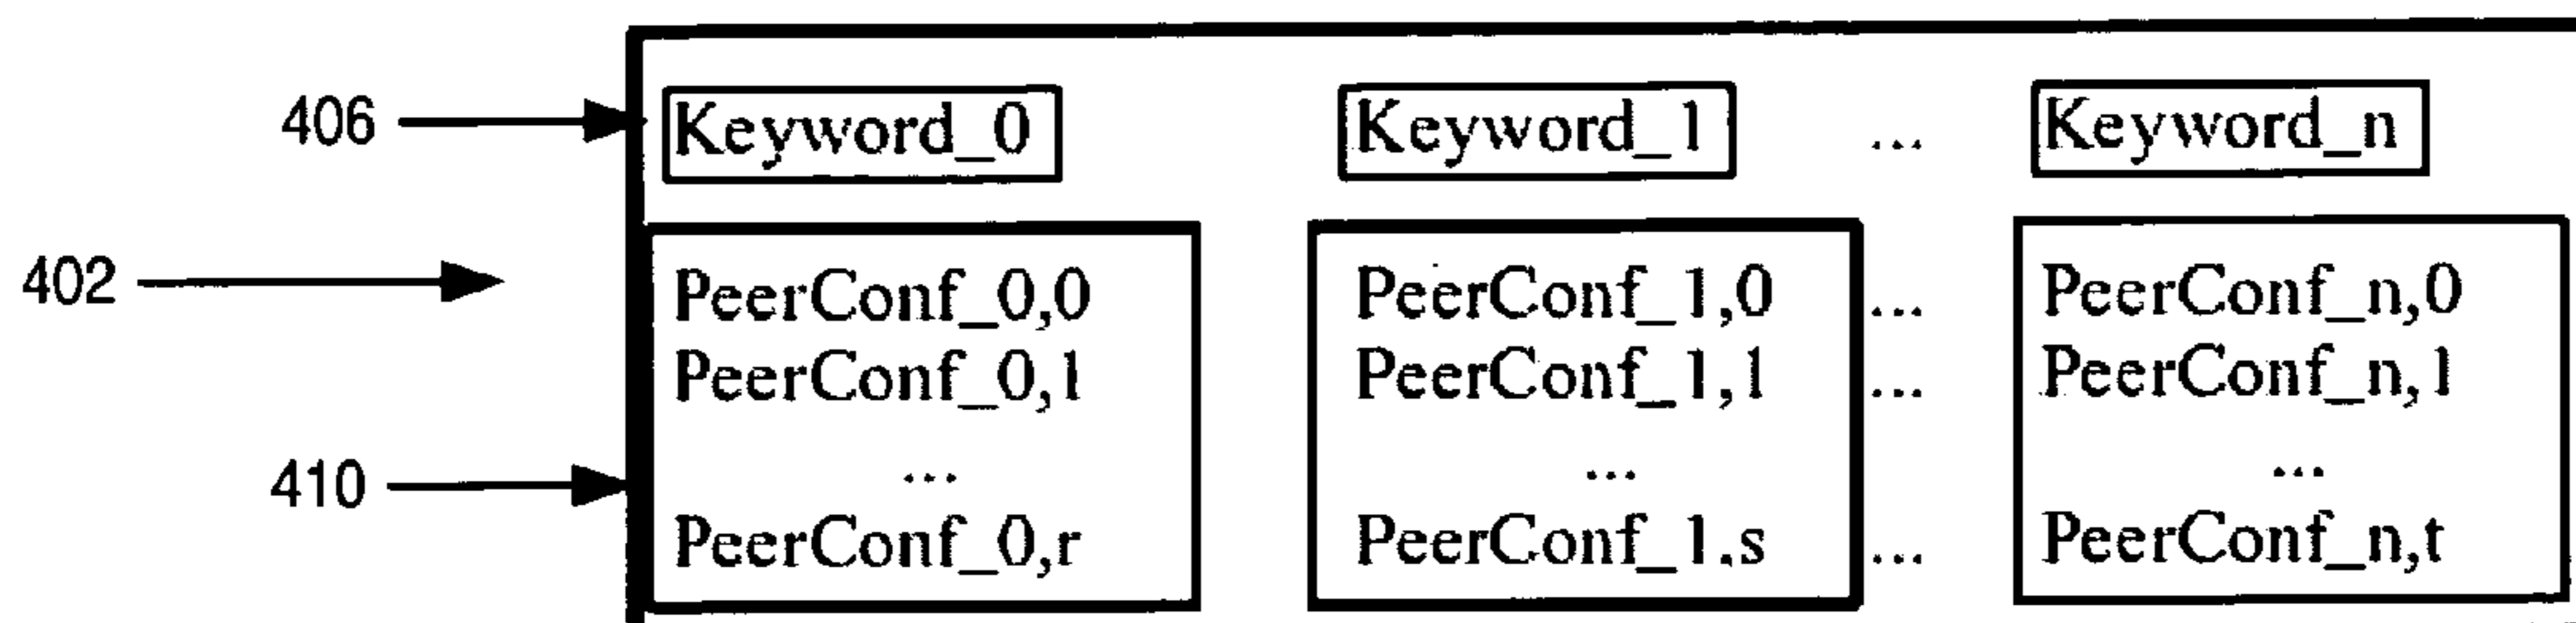 406 Keyword_0 Keyword_1 ... Keyword_n
402 PeerConf_0,0 PeerConf_1,0 ... PeerConf_n,0
PeerConf_0,1 PeerConf_1,1 ... PeerConf_n,1
410 ... ... ...
PeerConf_0,r PeerConf_1.s ... PeerConf_n,t